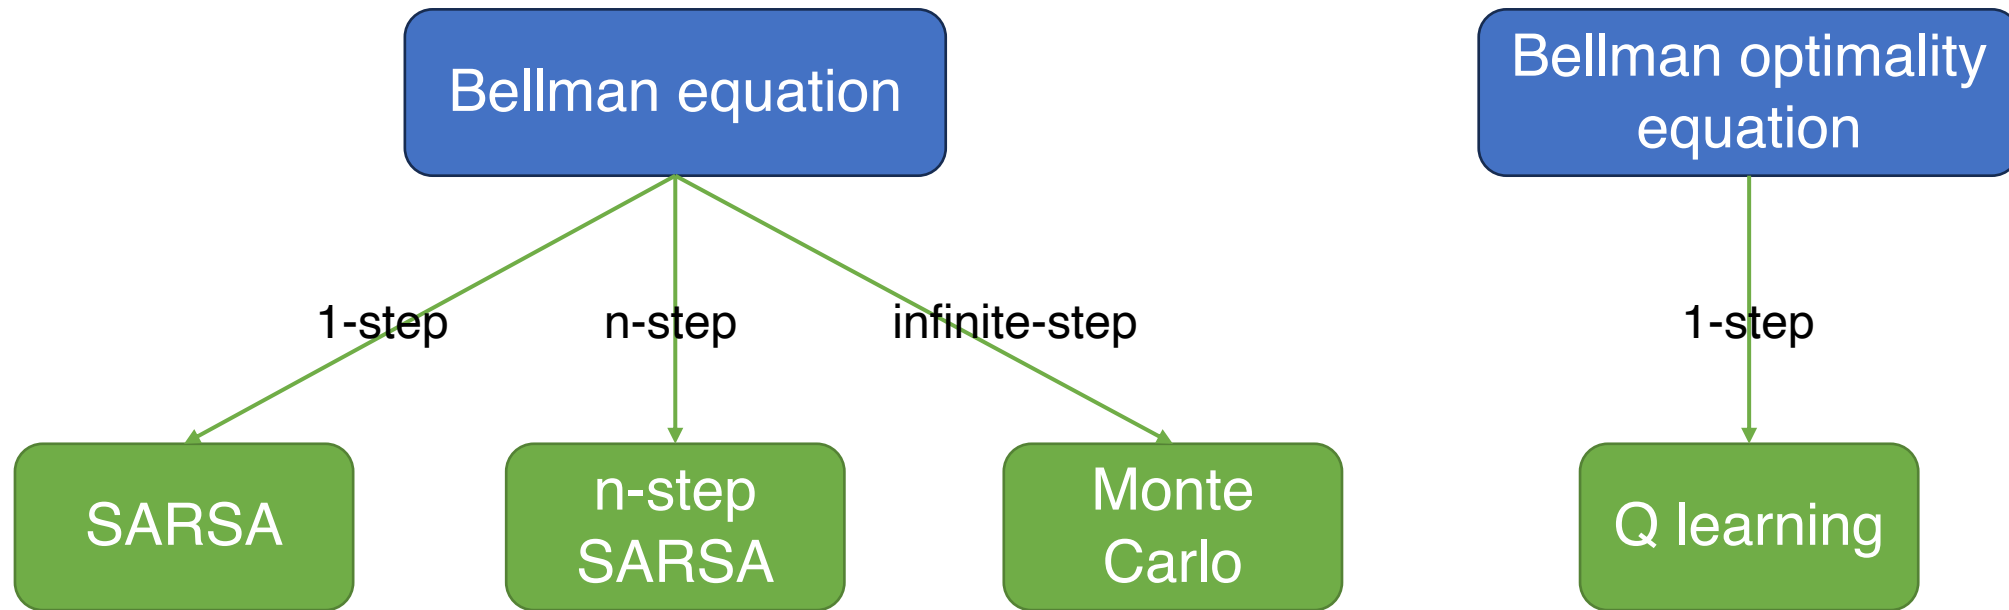 Bellman equation
Bellman optimality
equation
1-step
n-step
infinite-step
1-step
SARSA
n-step
SARSA
Monte
Carlo
Q learning